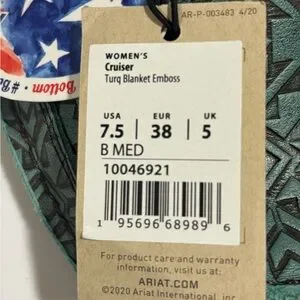 AR-P-003483 4/20
WOMEN'S
Cruiser
Turq Blanket Emboss
USA EUR UK
7.5 38 5
B MED
10046921
1 95696 68989 6
For product care and warranty
information, visit us at:
ARIAT.COM
©2020 Ariat International, Inc
Bottom